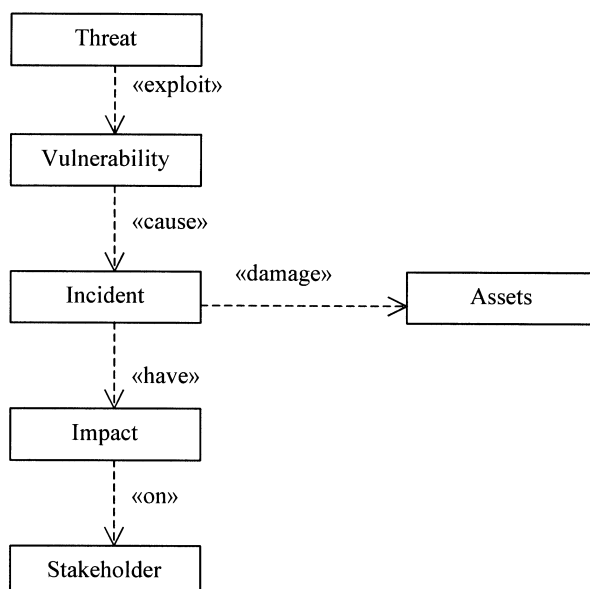 Threat
«exploit»
Vulnerability
«cause»
«damage»
Incident
Assets
«have»
Impact
«on»
Stakeholder